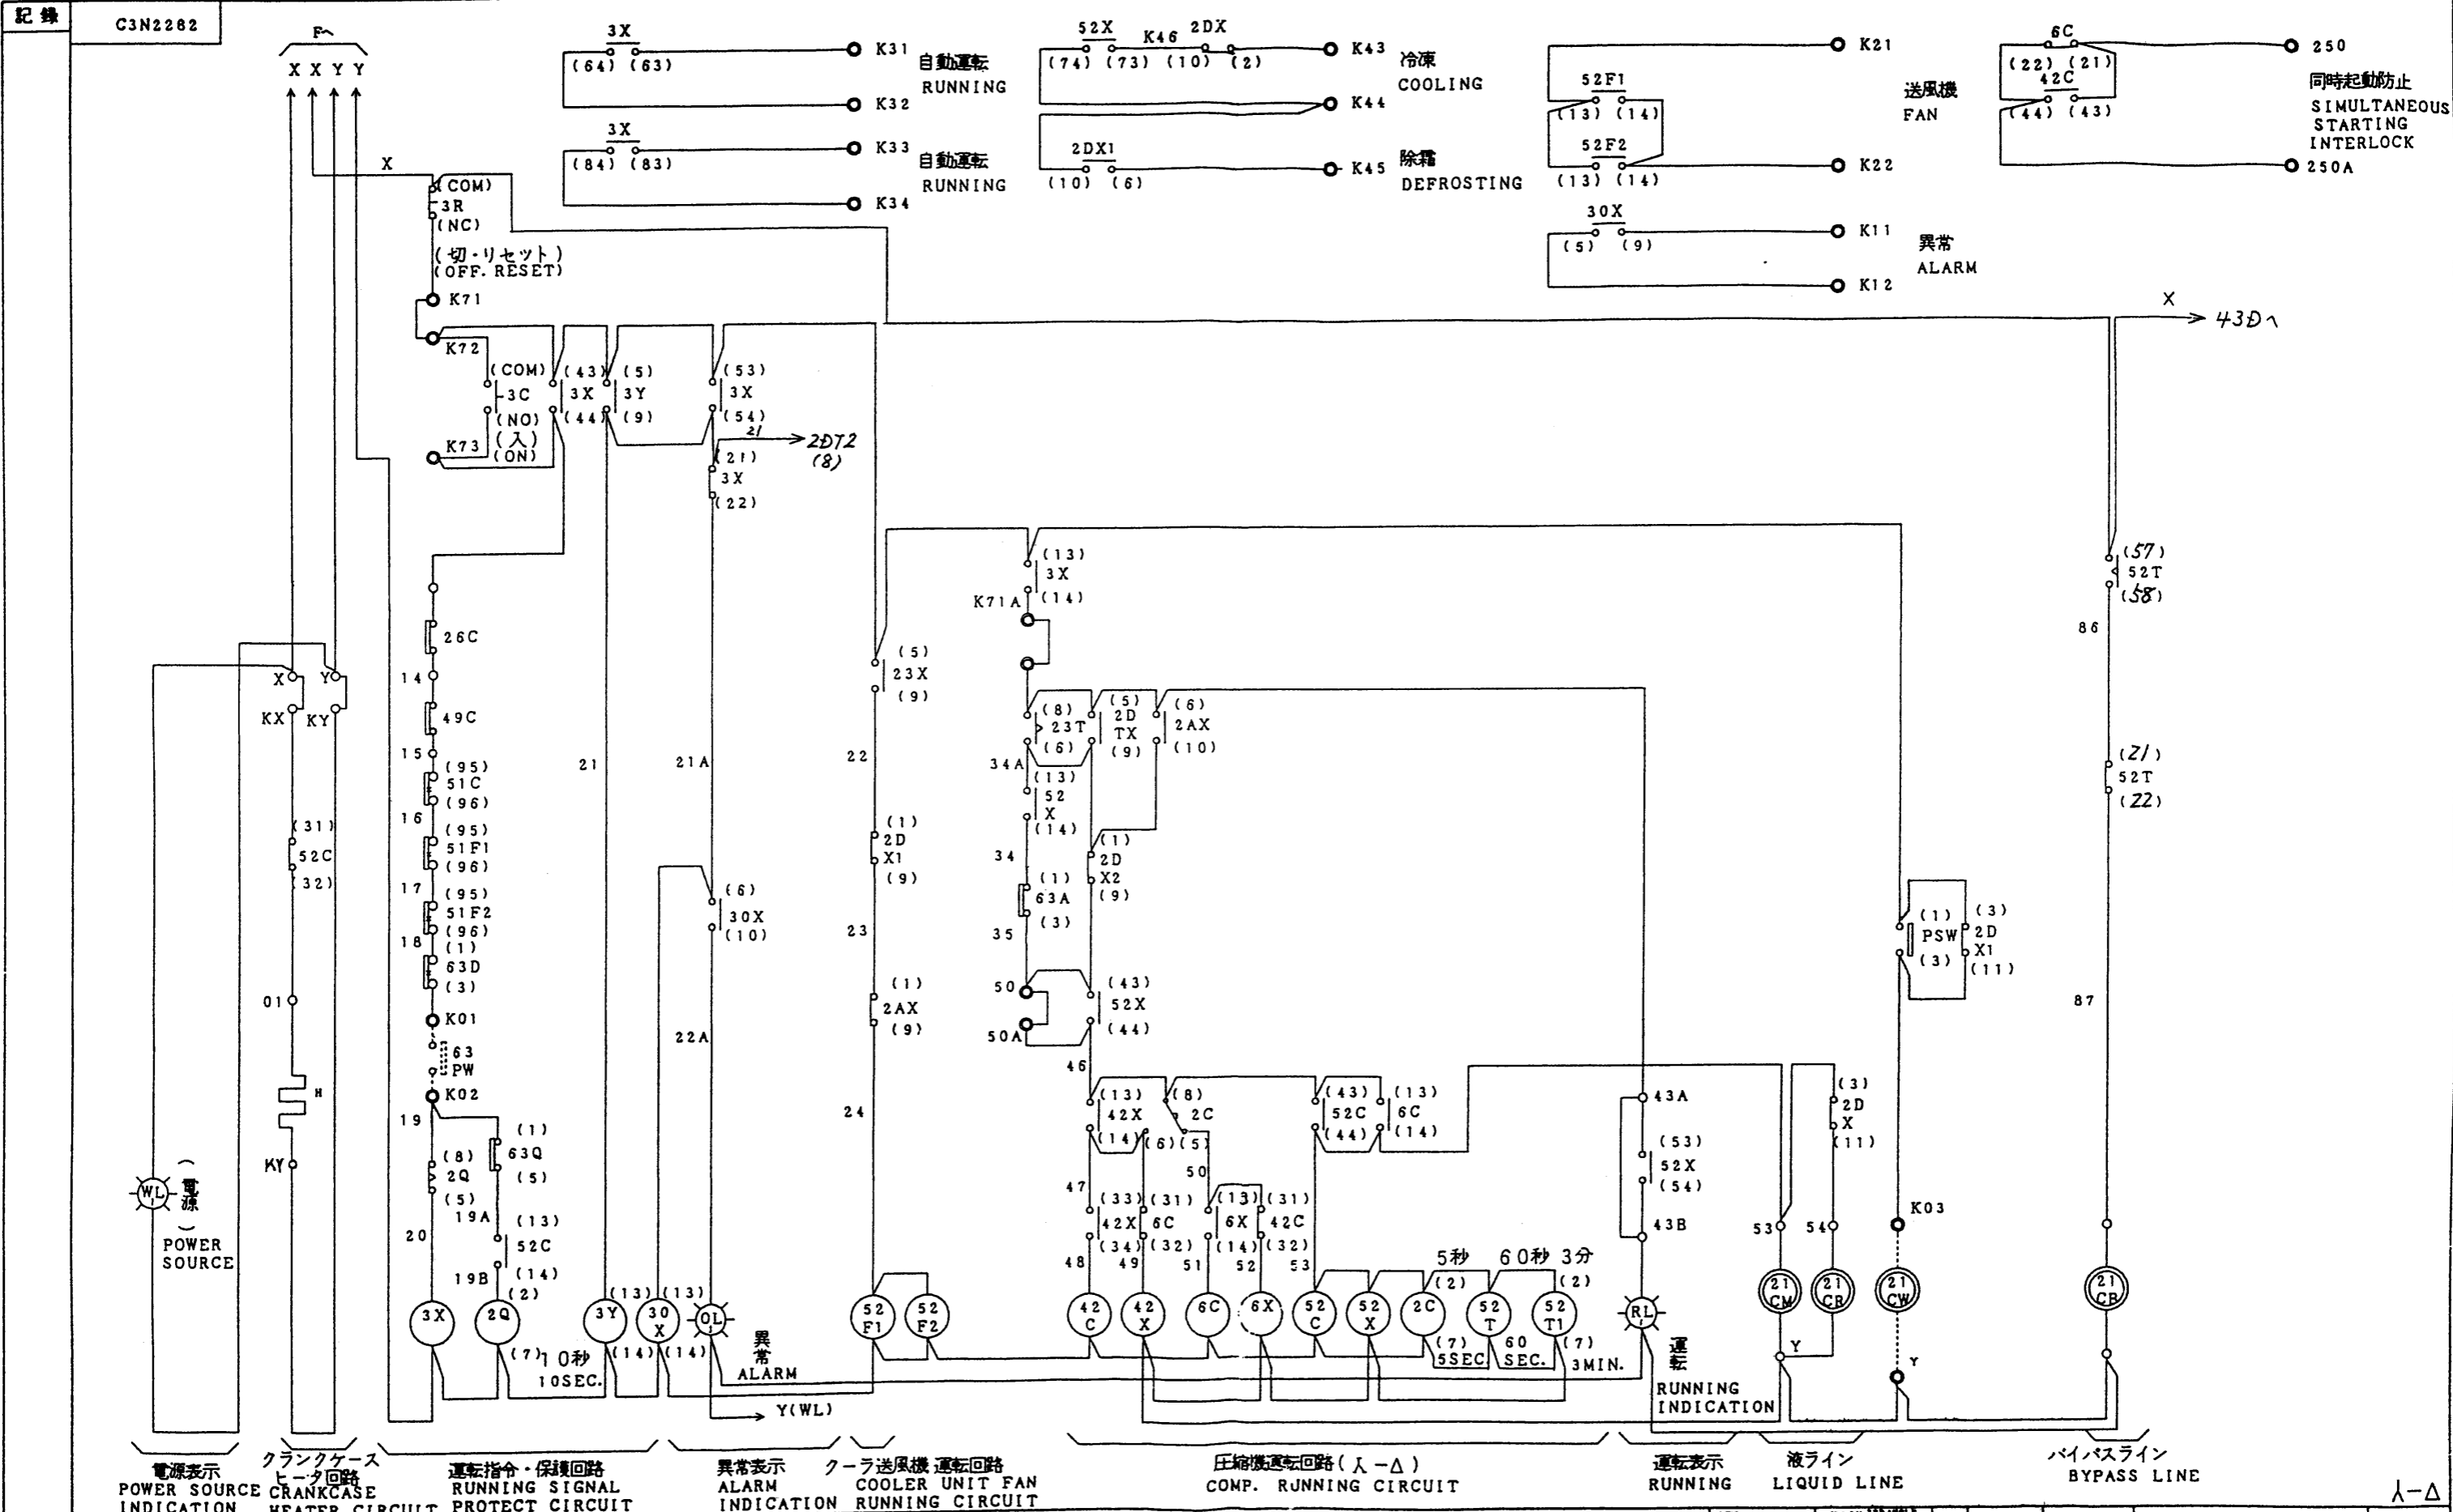 記録
C3N2282
Fヘ
X X Y Y
X
(COM)
3R
(NC)
(切・リセット)
(OFF. RESET)
K71
K72
(COM)
3C
(NO)
(入)
(ON)
K73
(43)
3X
(44)
(5)
3Y
(9)
(53)
3X
(54)
21
2DT2
(8)
(21)
3X
(22)
3X
(64) (63)
K31
自動運転
RUNNING
K32
3X
(84) (83)
K33
自動運転
RUNNING
K34
52X K46 2DX
(74) (73) (10) (2)
K43
冷凍
COOLING
K44
2DX1
(10) (6)
K45
除霜
DEFROSTING
K21
52F1
(13) (14)
送風機
FAN
52F2
(13) (14)
K22
30X
(5) (9)
K11
異常
ALARM
K12
6C
(22) (21)
42C
(44) (43)
250
同時起動防止
SIMULTANEOUS
STARTING
INTERLOCK
250A
X
43Dヘ
X Y
KX KY
(31)
52C
(32)
01
H
KY
WL
(電源)
POWER
SOURCE
26C
14
49C
15
(95)
51C
(96)
16
(95)
51F1
(96)
17
(95)
51F2
(96)
18
(1)
63D
(3)
K01
63
PW
K02
19
(8)
2Q
(5)
20
(1)
63Q
(5)
19A
(13)
52C
(14)
19B
(2)
3X
2Q
(7)
10秒
10SEC.
21
3Y
(13)
(14)
30
X
(13)
(14)
21A
(6)
30X
(10)
22A
OL
異常
ALARM
Y(WL)
(5)
23X
(9)
22
(1)
2D
X1
(9)
23
(1)
2AX
(9)
24
52
F1
52
F2
(13)
3X
(14)
K71A
(8)
23T
(6)
(5)
2D
TX
(9)
(6)
2AX
(10)
34A
(13)
52
X
(14)
34
(1)
63A
(3)
35
(1)
2D
X2
(9)
50
50A
(43)
52X
(44)
46
(13)
42X
(14)
(8)
2C
(6) (5)
(43)
52C
(44)
(13)
6C
(14)
47
(33)
42X
(34)
48
(31)
6C
(32)
49
50
(13)
6X
(14)
51
(31)
42C
(32)
52
53
5秒 60秒 3分
(2)
(2)
42
C
42
X
6C
6X
52
C
52
X
2C
52
T
52
T1
(7)
5SEC
60
SEC.
(7)
3MIN.
43A
(53)
52X
(54)
43B
RL
運転
RUNNING
INDICATION
53
54
(3)
2D
X
(11)
21
CM
21
CR
Y
(1)
PSW
(3)
(3)
2D
X1
(11)
K03
21
CW
Y
(57)
52T
(58)
86
(21)
52T
(22)
87
21
CB
電源表示
POWER SOURCE
INDICATION
クランクケース
ヒータ回路
CRANKCASE
HEATER CIRCUIT
運転指令・保護回路
RUNNING SIGNAL
PROTECT CIRCUIT
異常表示
ALARM
INDICATION
クーラ送風機 運転回路
COOLER UNIT FAN
RUNNING CIRCUIT
圧縮機運転回路(人-△)
COMP. RUNNING CIRCUIT
運転表示
RUNNING
液ライン
LIQUID LINE
バイパスライン
BYPASS LINE
人-△